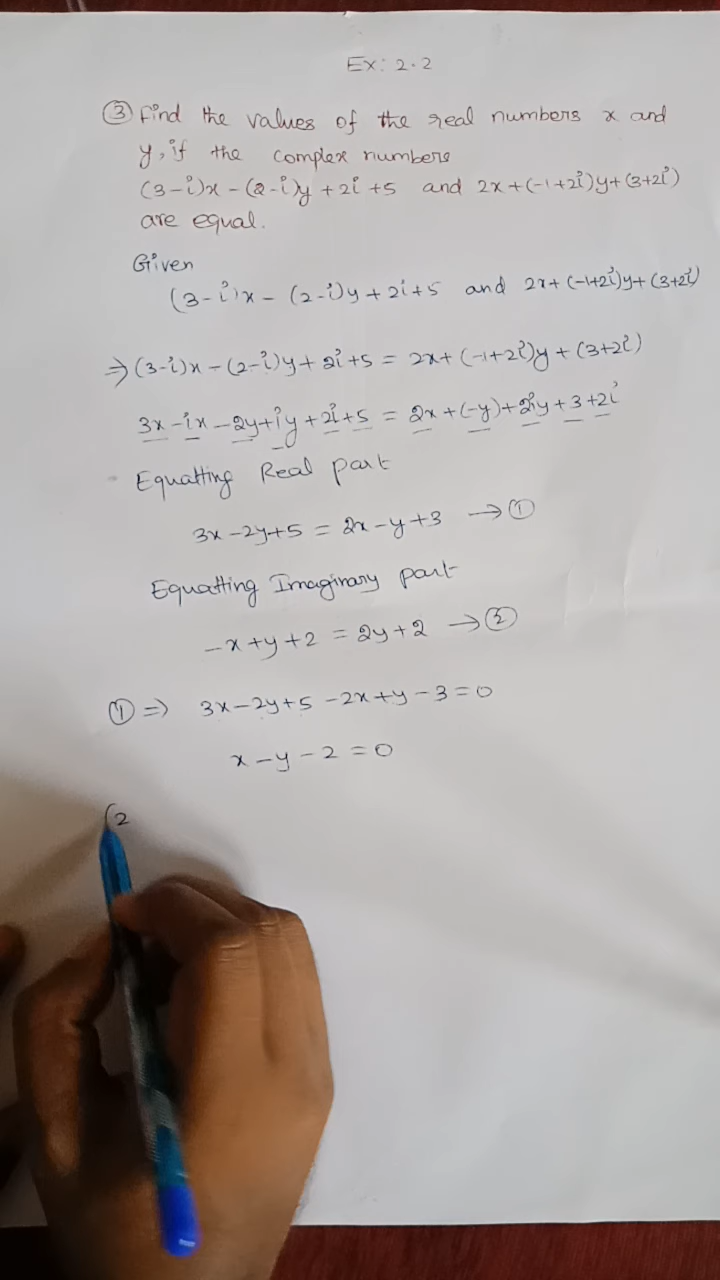 Ex: 2.2
③ Find the values of the real numbers x and
y, if the complex numbers
(3-i)x - (2-i)y + 2i + 5 and 2x + (-1+2i)y + (3+2i)
are equal.
Given
(3-i)x - (2-i)y + 2i + 5 and 2x + (-1+2i)y + (3+2i)
⇒ (3-i)x - (2-i)y + 2i + 5 = 2x + (-1+2i)y + (3+2i)
3x - ix - 2y + iy + 2i + 5 = 2x + (-y) + 2iy + 3 + 2i
Equatting Real part
3x - 2y + 5 = 2x - y + 3 → ①
Equatting Imaginary part
-x + y + 2 = 2y + 2 → ②
① ⇒ 3x - 2y + 5 - 2x + y - 3 = 0
x - y - 2 = 0
(2